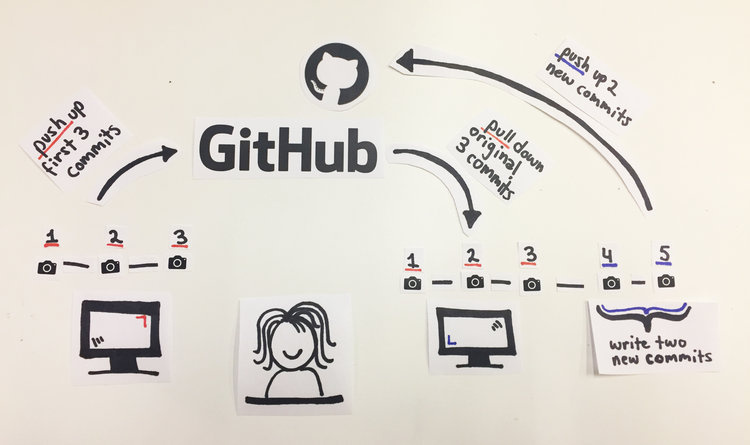 push up
first 3
commits
GitHub
pull down
original
3 commits
push up 2
new commits
1 2 3
1 2 3 4 5
write two
new commits